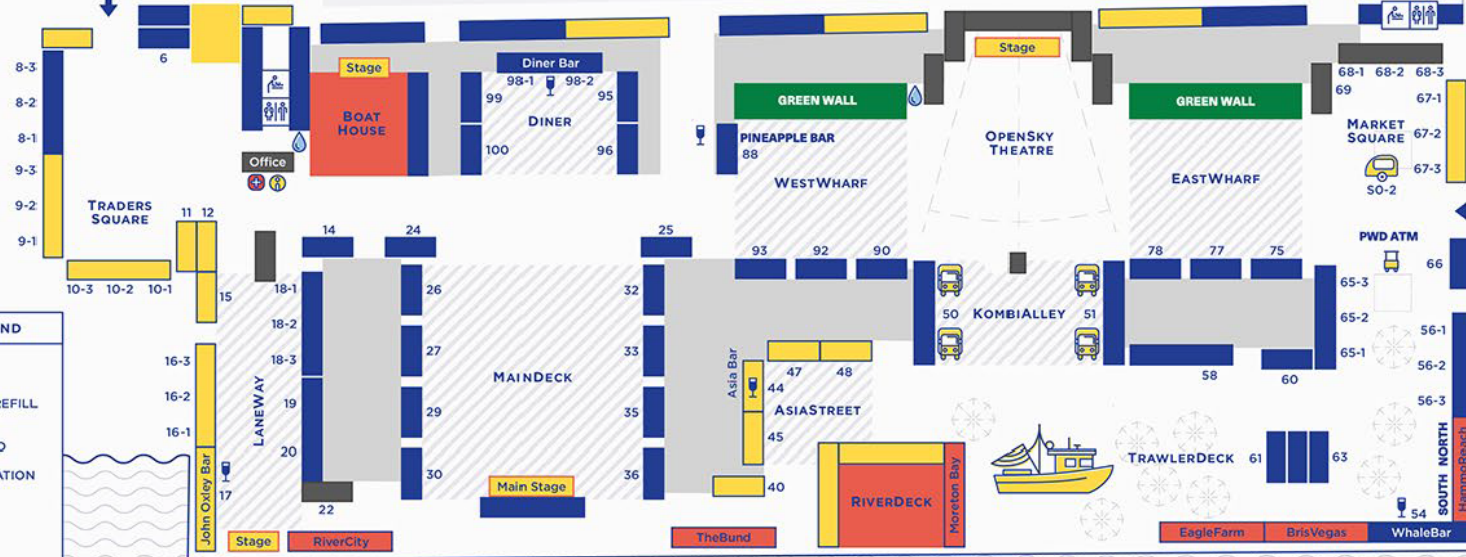 6
8-3
8-2
8-1
9-3
9-2
9-1
TRADERS
SQUARE
10-3
10-2
10-1
11
12
15
16-3
16-2
16-1
John Oxley Bar
17
Stage
LANEWAY
Office
Stage
BOAT
HOUSE
14
24
18-1
18-2
18-3
19
20
22
RiverCity
Diner Bar
98-1
98-2
99
95
DINER
100
96
25
26
27
29
30
32
33
35
36
MAINDECK
Main Stage
TheBund
GREEN WALL
PINEAPPLE BAR
88
WESTWHARF
93
92
90
Asia Bar
47
48
44
ASIASTREET
45
40
RIVERDECK
Moreton Bay
Stage
OPENSKY
THEATRE
50
KOMBIALLEY
51
GREEN WALL
EASTWHARF
78
77
75
58
60
65-3
65-2
65-1
TRAWLERDECK
61
63
EagleFarm
BrisVegas
WhaleBar
54
SOUTH NORTH
HammoReach
68-1
68-2
68-3
69
MARKET
SQUARE
67-1
67-2
67-3
SO-2
PWD ATM
66
56-1
56-2
56-3
ND
EFILL
ATION